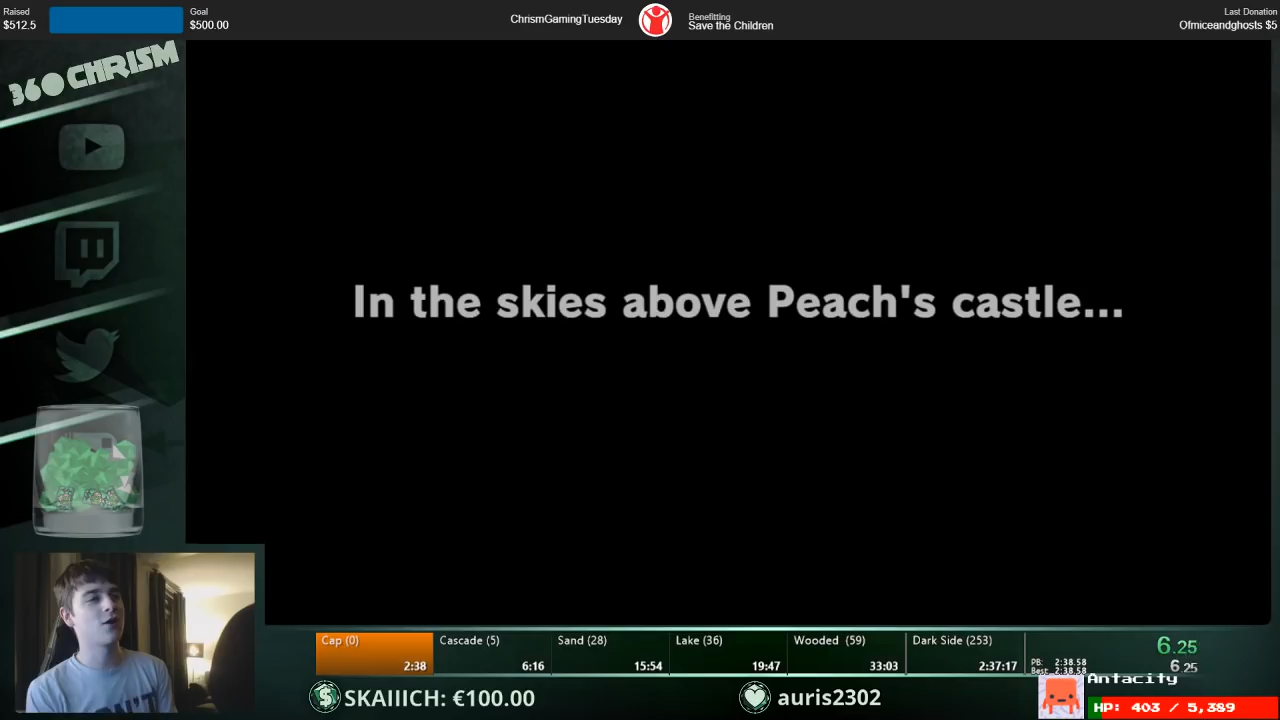 Raised
$512.5
Goal
$500.00
ChrismGamingTuesday
Benefitting
Save the Children
Last Donation
Ofmiceandghosts $5
360CHRISM
In the skies above Peach's castle...
Cap (0)
2:38
Cascade (5)
6:16
Sand (28)
15:54
Lake (36)
19:47
Wooded (59)
33:03
Dark Side (253)
2:37:17
PB: 2:38.58
Best: 2:38.58
6.25
6.25
SKAIIICH: €100.00
auris2302
Antacity
HP: 403 / 5,389